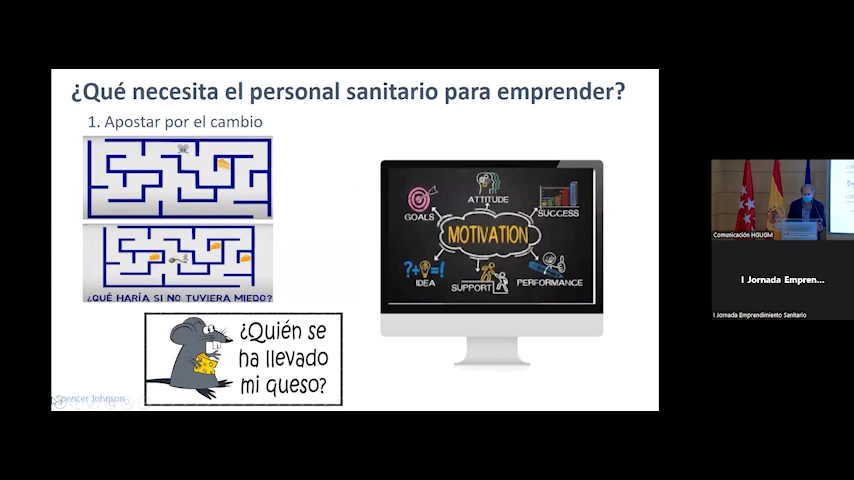 ¿Qué necesita el personal sanitario para emprender?
1. Apostar por el cambio
¿QUÉ HARÍA SI NO TUVIERA MIEDO?
¿Quién se
ha llevado
mi queso?
Spencer Johnson
ATTITUDE
GOALS
SUCCESS
MOTIVATION
?+ =!
IDEA
SUPPORT
PERFORMANCE
Comunicación HGUGM
I Jornada Empren...
I Jornada Emprendimiento Sanitario